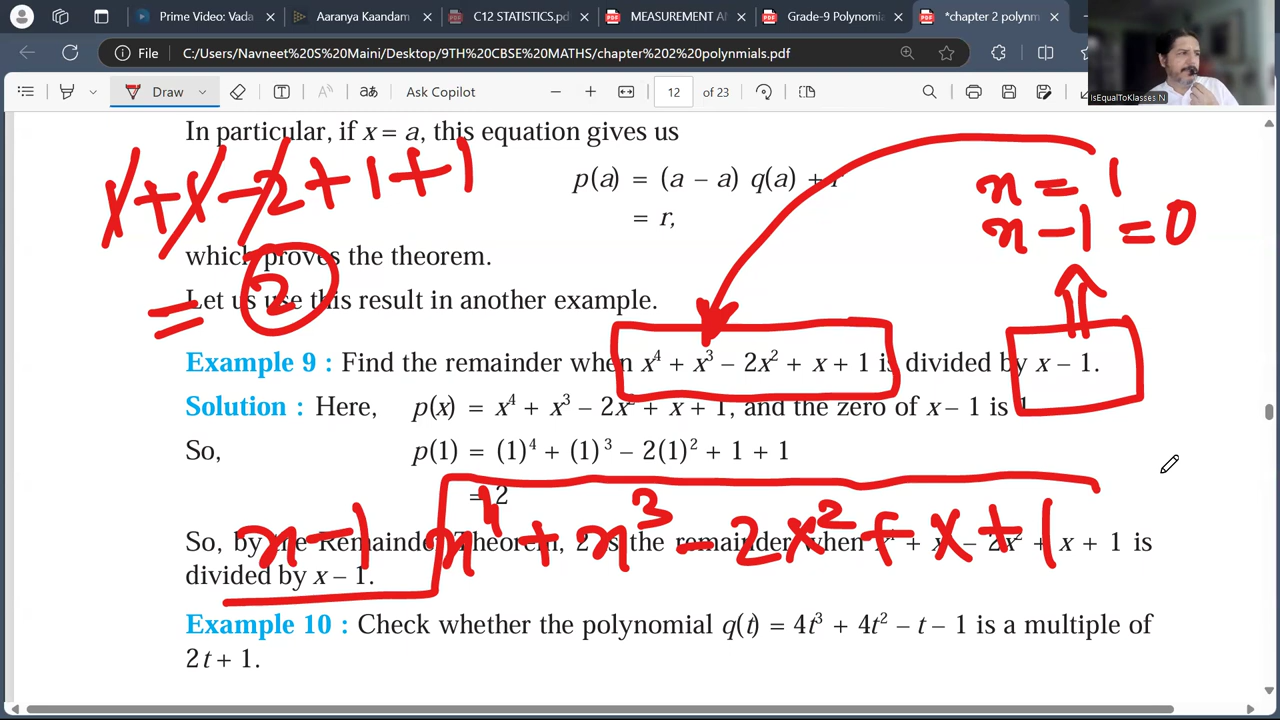 Prime Video: Vada
Aaranya Kaandam
C12 STATISTICS.pd
MEASUREMENT AN
Grade-9 Polynomia
*chapter 2 polynm
File
C:/Users/Navneet%20S%20Maini/Desktop/9TH%20CBSE%20MATHS/chapter%202%20polynmials.pdf
IsEqualToKlasses N
Draw
Ask Copilot
12 of 23
In particular, if x = a, this equation gives us
1 + 1 - 2 + 1 + 1
p(a) = (a – a) q(a) + r
x = 1
= r,
x - 1 = 0
which proves the theorem.
= 2
Let us use this result in another example.
Example 9 : Find the remainder when x⁴ + x³ – 2x² + x + 1 is divided by x – 1.
Solution : Here, p(x) = x⁴ + x³ – 2x² + x + 1, and the zero of x – 1 is 1.
So, p(1) = (1)⁴ + (1)³ – 2(1)² + 1 + 1
= 2
x - 1 x⁴ + x³ - 2x² + x + 1
So, by the Remainder Theorem, 2 is the remainder when x⁴ + x³ – 2x² + x + 1 is
divided by x – 1.
Example 10 : Check whether the polynomial q(t) = 4t³ + 4t² – t – 1 is a multiple of
2t + 1.